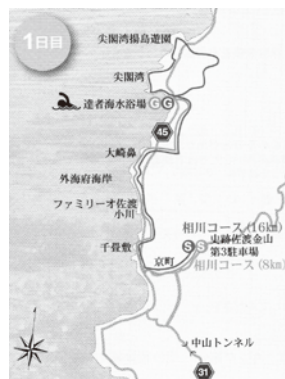 1日目
尖閣湾揚島遊園
尖閣湾
達者海水浴場 G G
45
大崎鼻
外海府海岸
ファミリーオ佐渡
小川
相川コース(16km)
千畳敷
S S 史跡佐渡金山
第3駐車場
京町
相川コース(8km)
中山トンネル
31